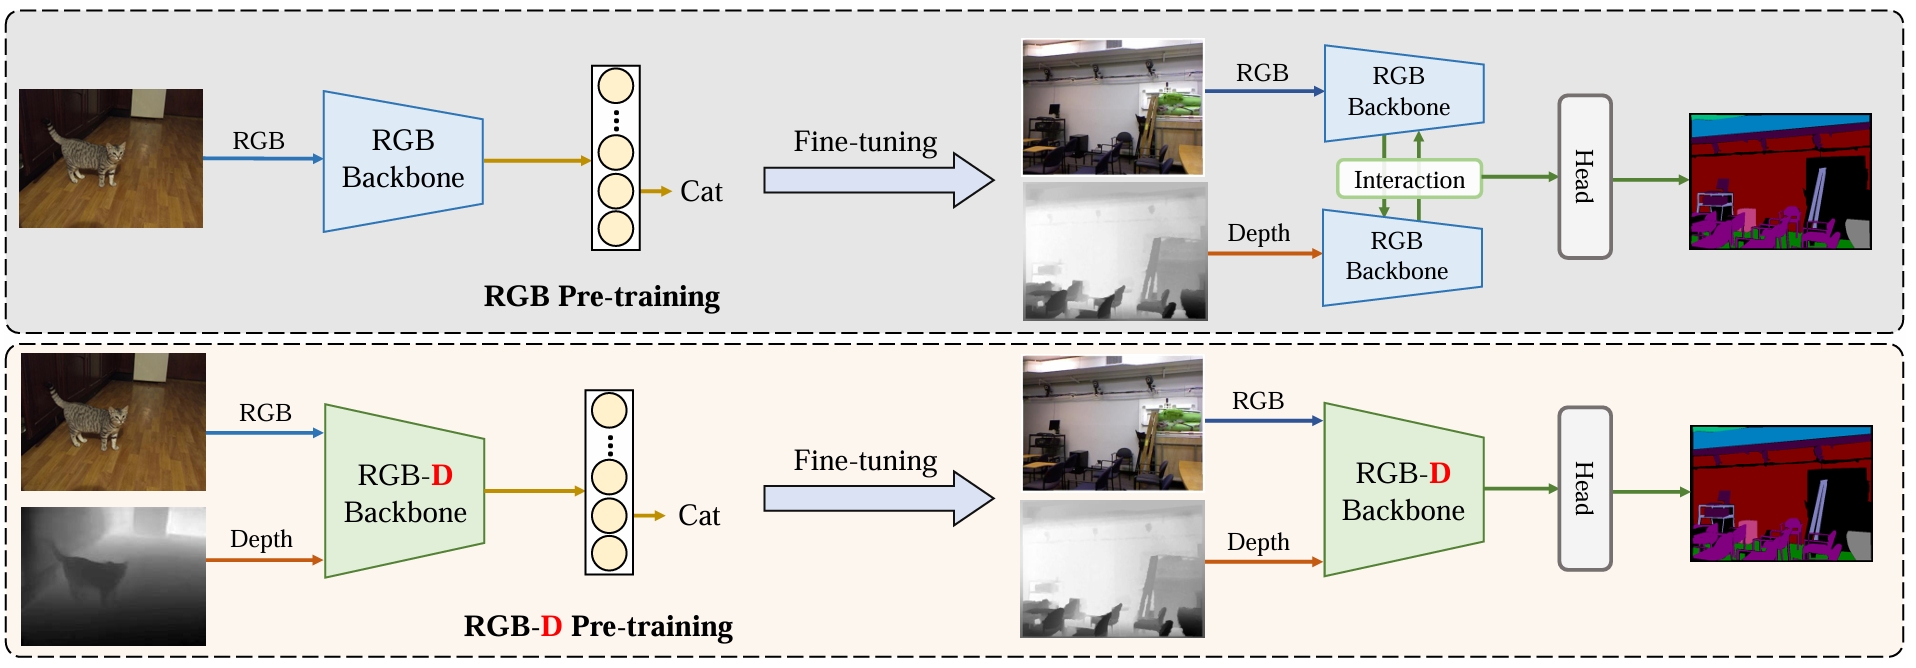 RGB
RGB
Backbone
Cat
RGB Pre-training
Fine-tuning
RGB
RGB
Backbone
Interaction
Depth
RGB
Backbone
Head
RGB
Depth
RGB-D
Backbone
Cat
RGB-D Pre-training
Fine-tuning
RGB
Depth
RGB-D
Backbone
Head